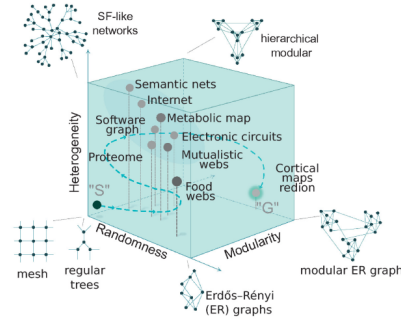 SF-like
networks
hierarchical
modular
Semantic nets
Internet
Metabolic map
Software
graph
Electronic circuits
Proteome
Mutualistic
webs
Cortical
maps
redion
Food
webs
"S"
"G"
Heterogeneity
Randomness
Modularity
mesh
regular
trees
modular ER graph
Erdős–Rényi
(ER) graphs